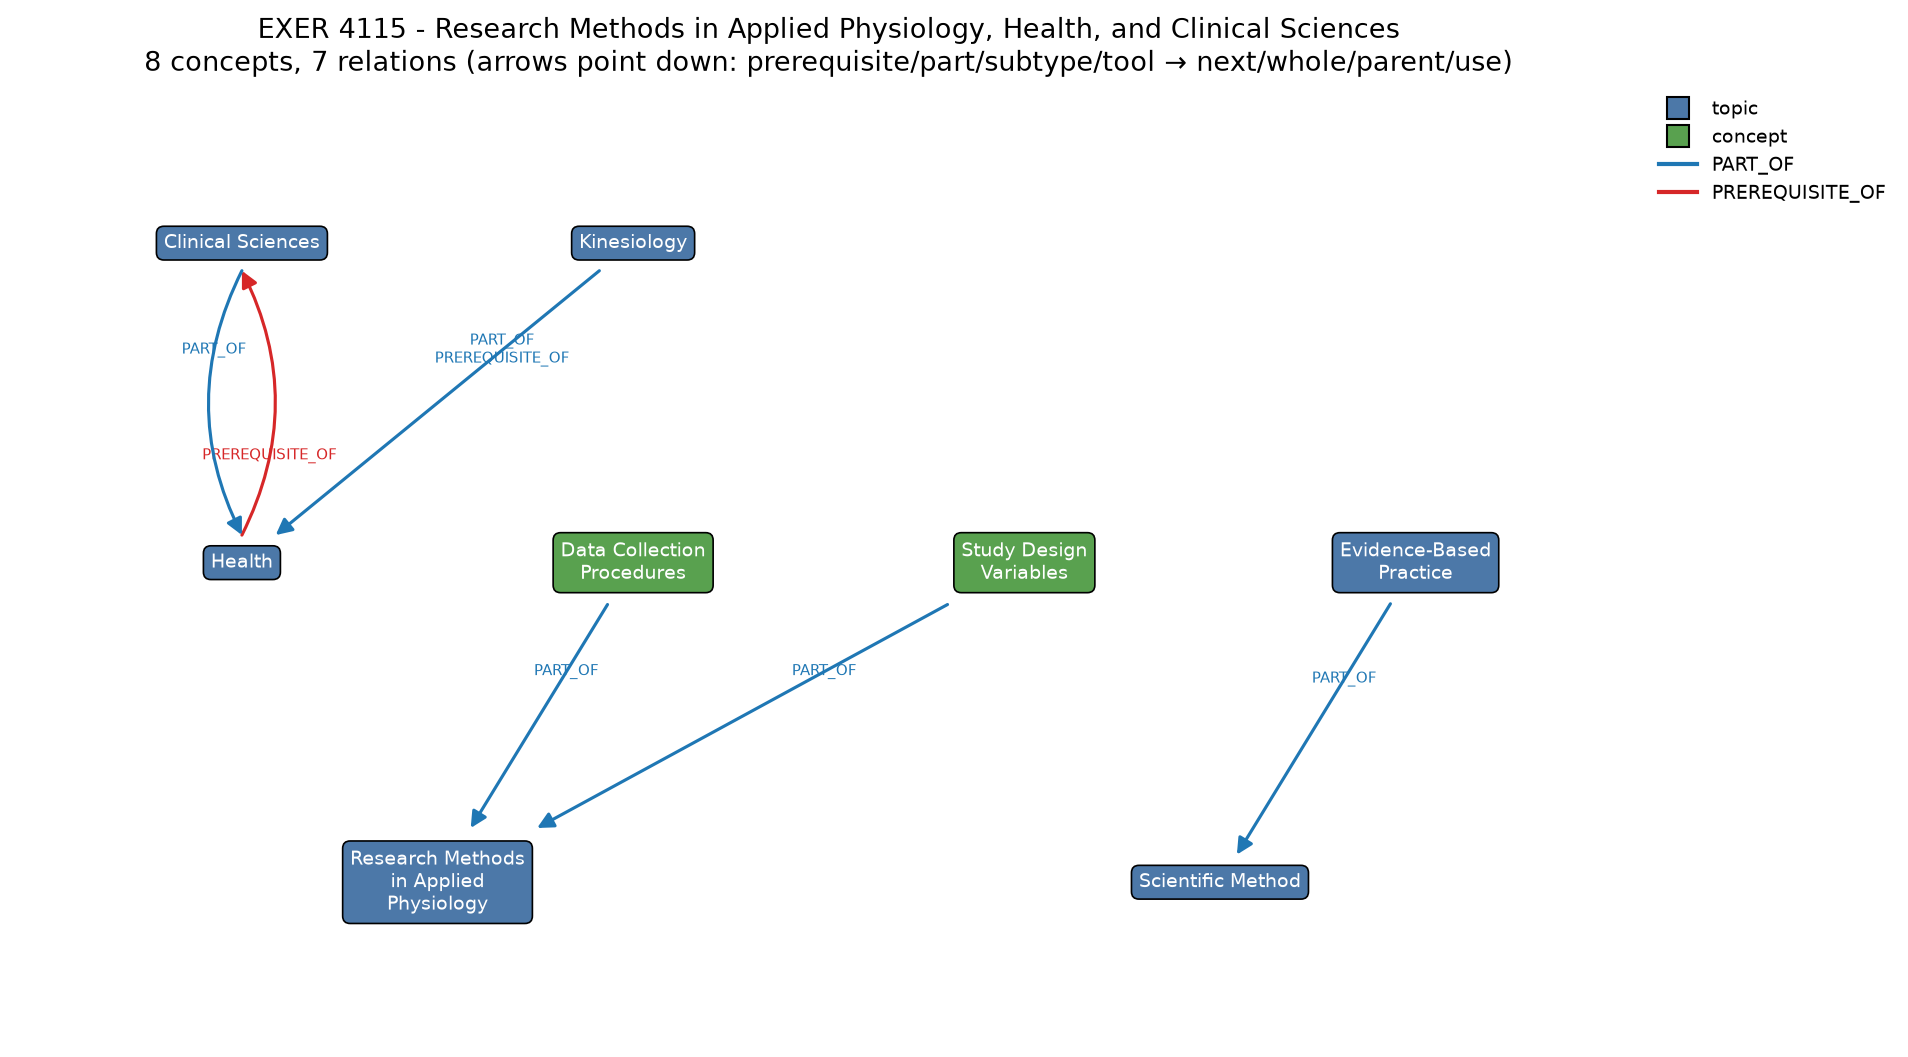 EXER 4115 - Research Methods in Applied Physiology, Health, and Clinical Sciences
8 concepts, 7 relations (arrows point down: prerequisite/part/subtype/tool → next/whole/parent/use)
topic
concept
PART_OF
PREREQUISITE_OF
Clinical Sciences
Kinesiology
PART_OF
PART_OF
PREREQUISITE_OF
PREREQUISITE_OF
Health
Data Collection
Procedures
Study Design
Variables
Evidence-Based
Practice
PART_OF
PART_OF
PART_OF
Research Methods
in Applied
Physiology
Scientific Method